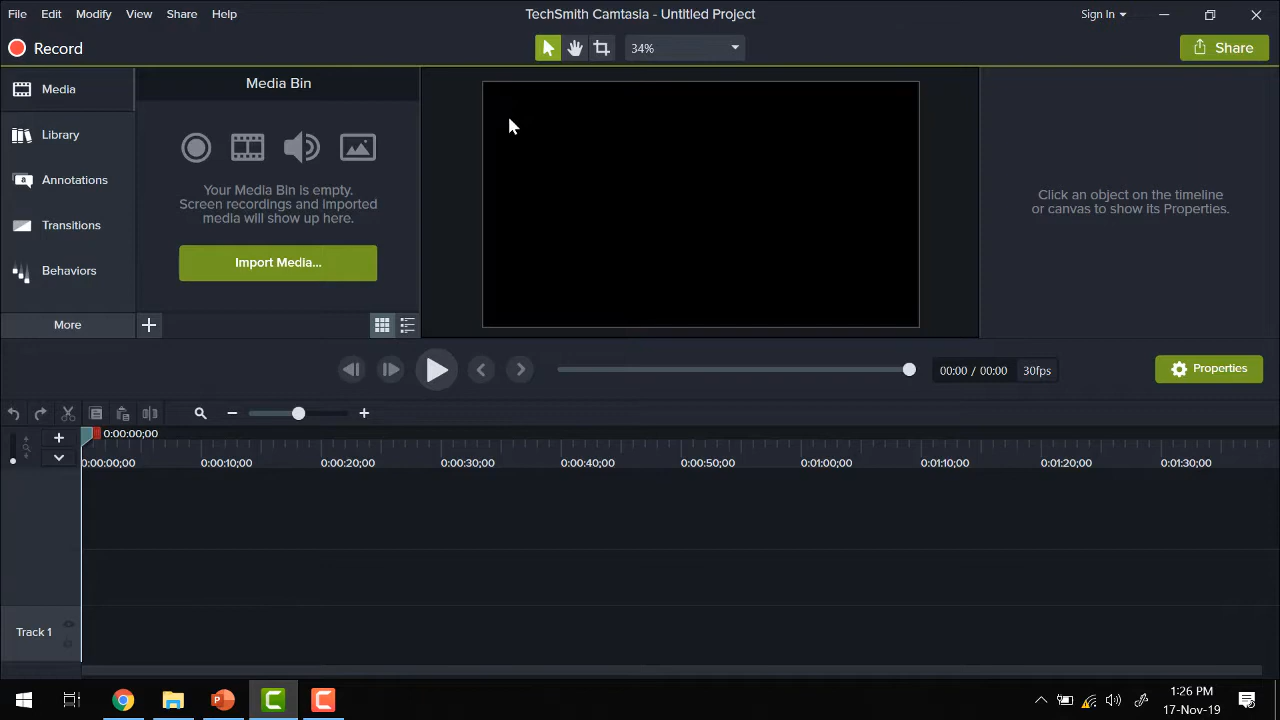 File Edit Modify View Share Help
TechSmith Camtasia - Untitled Project
Sign In
Record
34%
Share
Media
Library
Annotations
Transitions
Behaviors
More
Media Bin
Your Media Bin is empty.
Screen recordings and imported
media will show up here.
Import Media...
Click an object on the timeline
or canvas to show its Properties.
00:00 / 00:00
30fps
Properties
0:00:00;00
0:00:00;00 0:00:10;00 0:00:20;00 0:00:30;00 0:00:40;00 0:00:50;00 0:01:00;00 0:01:10;00 0:01:20;00 0:01:30;00
Track 1
1:26 PM
17-Nov-19